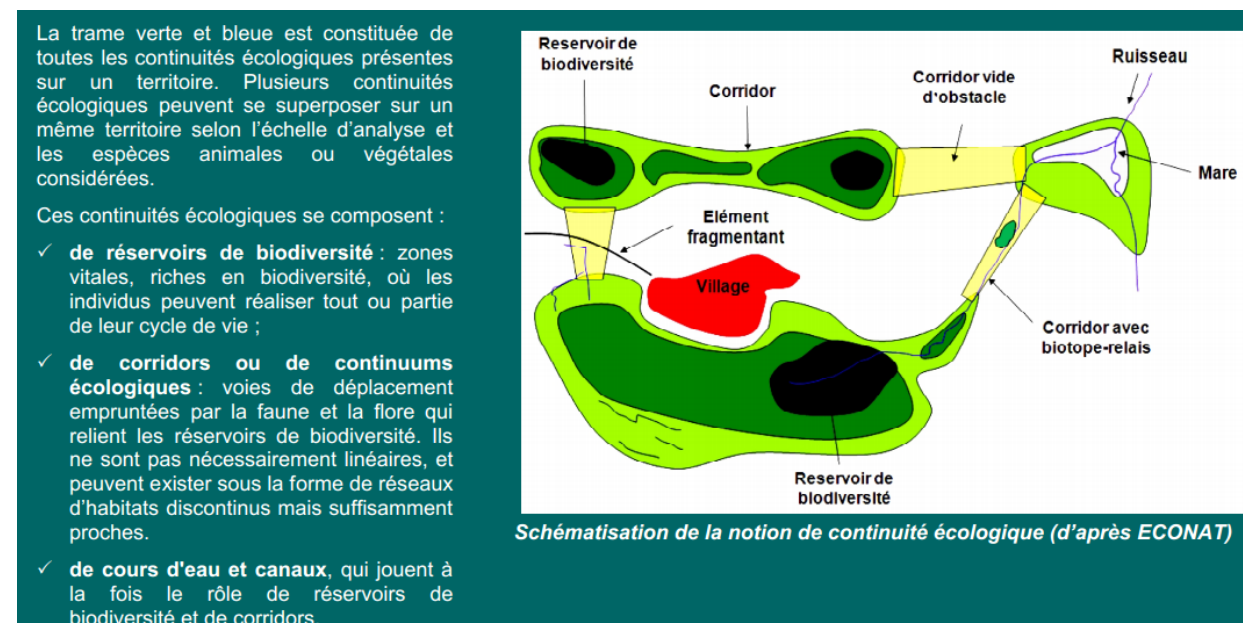 La trame verte et bleue est constituée de
toutes les continuités écologiques présentes
sur un territoire. Plusieurs continuités
écologiques peuvent se superposer sur un
même territoire selon l'échelle d'analyse et
les espèces animales ou végétales
considérées.
Ces continuités écologiques se composent :
✓ de réservoirs de biodiversité : zones
vitales, riches en biodiversité, où les
individus peuvent réaliser tout ou partie
de leur cycle de vie ;
✓ de corridors ou de continuums
écologiques : voies de déplacement
empruntées par la faune et la flore qui
relient les réservoirs de biodiversité. Ils
ne sont pas nécessairement linéaires, et
peuvent exister sous la forme de réseaux
d'habitats discontinus mais suffisamment
proches.
✓ de cours d'eau et canaux, qui jouent à
la fois le rôle de réservoirs de
biodiversité et de corridors
Reservoir de
biodiversité
Corridor
Corridor vide
d'obstacle
Ruisseau
Mare
Elément
fragmentant
Village
Corridor avec
biotope-relais
Reservoir de
biodiversité
Schématisation de la notion de continuité écologique (d'après ECONAT)